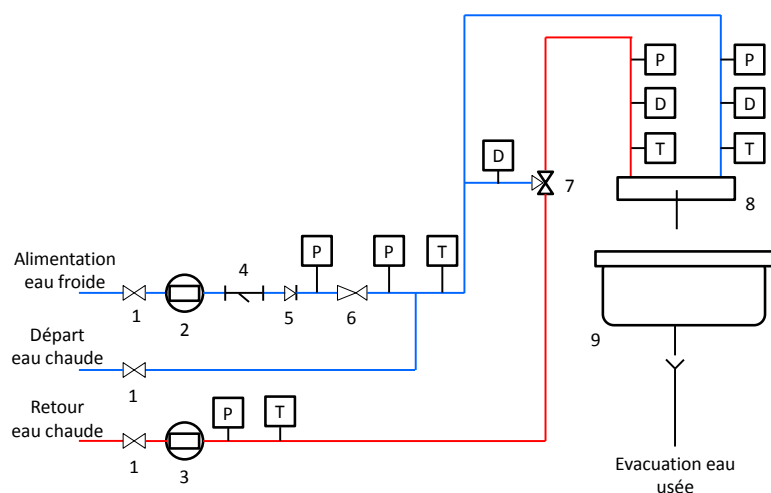 P
P
D
D
D
T
T
7
8
Alimentation
eau froide
4
P
P
T
1
2
5
6
Départ
eau chaude
1
9
Retour
eau chaude
P
T
1
3
Evacuation eau
usée